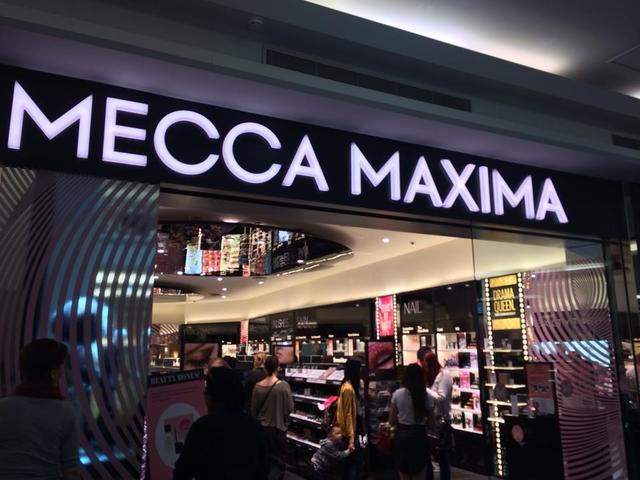 MECCA MAXIMA
NAIL
DRAMA
QUEEN.
BEAUTY BONUS